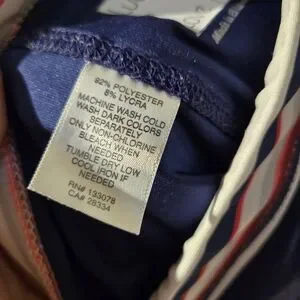 92% POLYESTER
8% LYCRA
MACHINE WASH COLD
WASH DARK COLORS
SEPARATELY
ONLY NON-CHLORINE
BLEACH WHEN
NEEDED
TUMBLE DRY LOW
COOL IRON IF
NEEDED
RN# 133078
CA# 28334